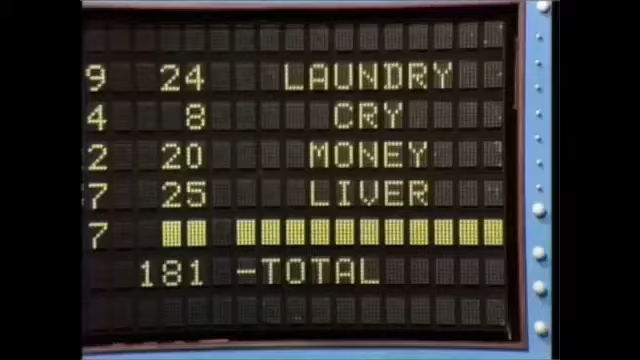 9 24 LAUNDRY
4 8 CRY
2 20 MONEY
7 25 LIVER
7
181 -TOTAL